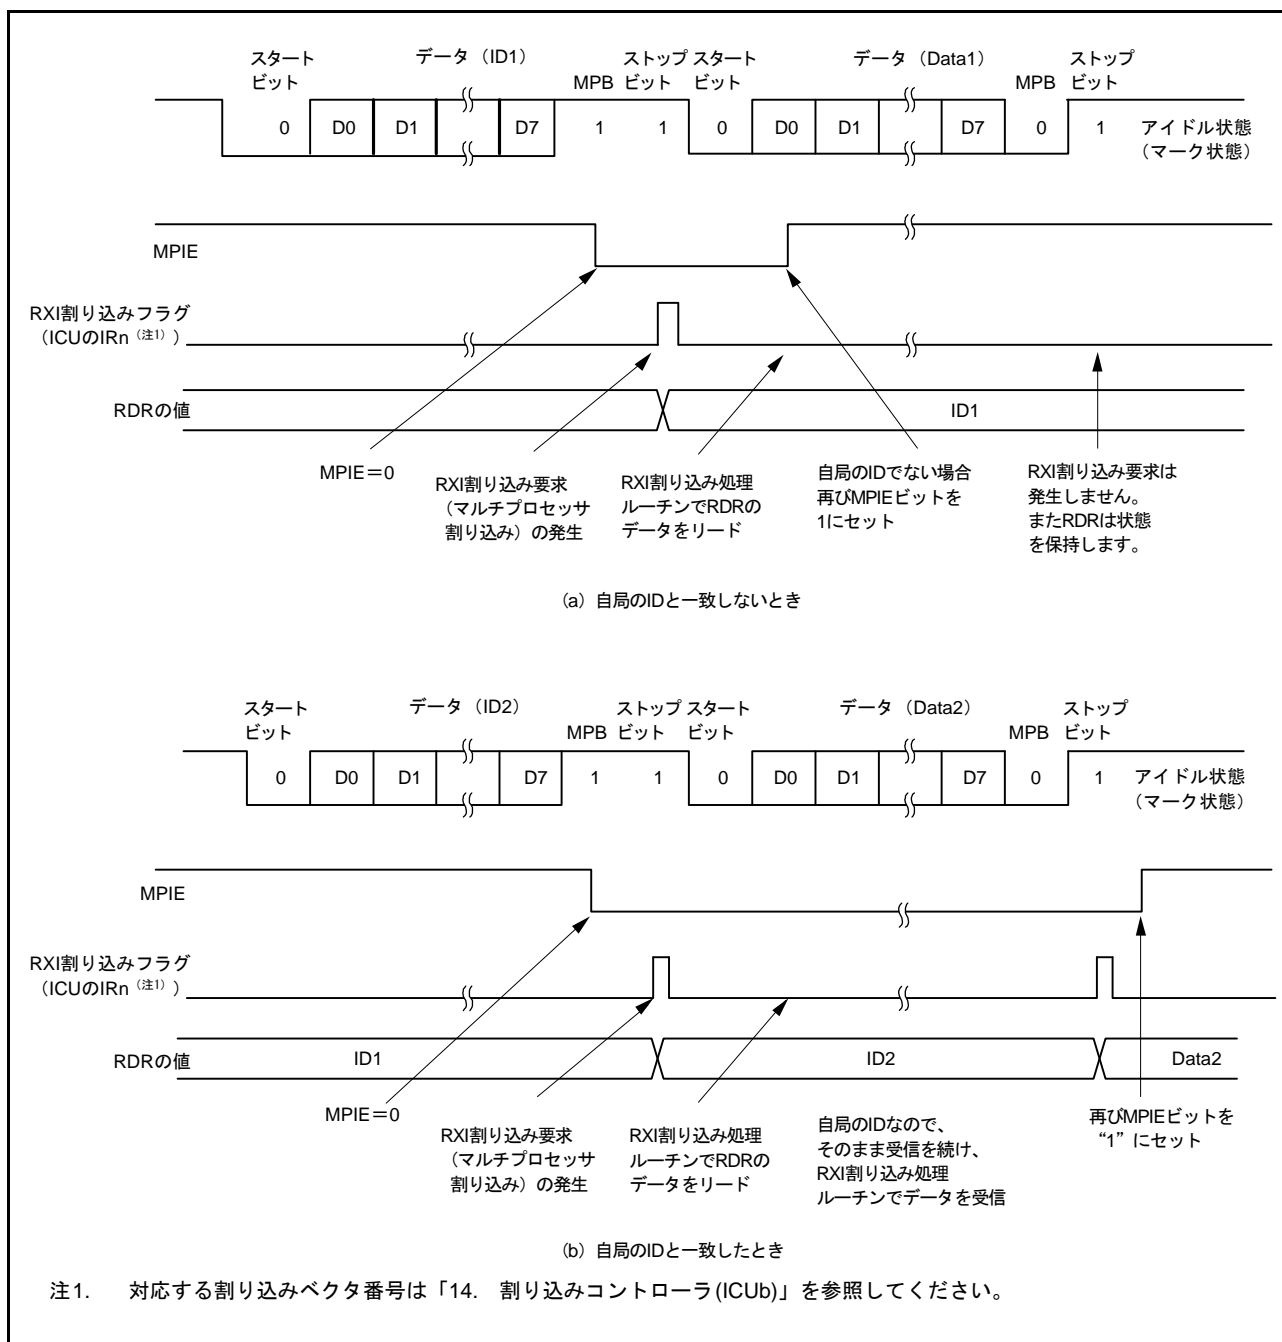 スタート
ビット
データ（ID1）
MPB
ストップ
ビット
スタート
ビット
データ（Data1）
MPB
ストップ
ビット
0 D0 D1 D7 1 1 0 D0 D1 D7 0 1
アイドル状態
（マーク状態）
MPIE
RXI割り込みフラグ
（ICUのIRn（注1））
RDRの値
ID1
MPIE＝0
RXI割り込み要求
（マルチプロセッサ
割り込み）の発生
RXI割り込み処理
ルーチンでRDRの
データをリード
自局のIDでない場合
再びMPIEビットを
1にセット
RXI割り込み要求は
発生しません。
またRDRは状態
を保持します。
(a) 自局のIDと一致しないとき
スタート
ビット
データ（ID2）
MPB
ストップ
ビット
スタート
ビット
データ（Data2）
MPB
ストップ
ビット
0 D0 D1 D7 1 1 0 D0 D1 D7 0 1
アイドル状態
（マーク状態）
MPIE
RXI割り込みフラグ
（ICUのIRn（注1））
RDRの値
ID1
ID2
Data2
MPIE＝0
RXI割り込み要求
（マルチプロセッサ
割り込み）の発生
RXI割り込み処理
ルーチンでRDRの
データをリード
自局のIDなので、
そのまま受信を続け、
RXI割り込み処理
ルーチンでデータを受信
再びMPIEビットを
“1”にセット
(b) 自局のIDと一致したとき
注1. 対応する割り込みベクタ番号は「14. 割り込みコントローラ(ICUb)」を参照してください。